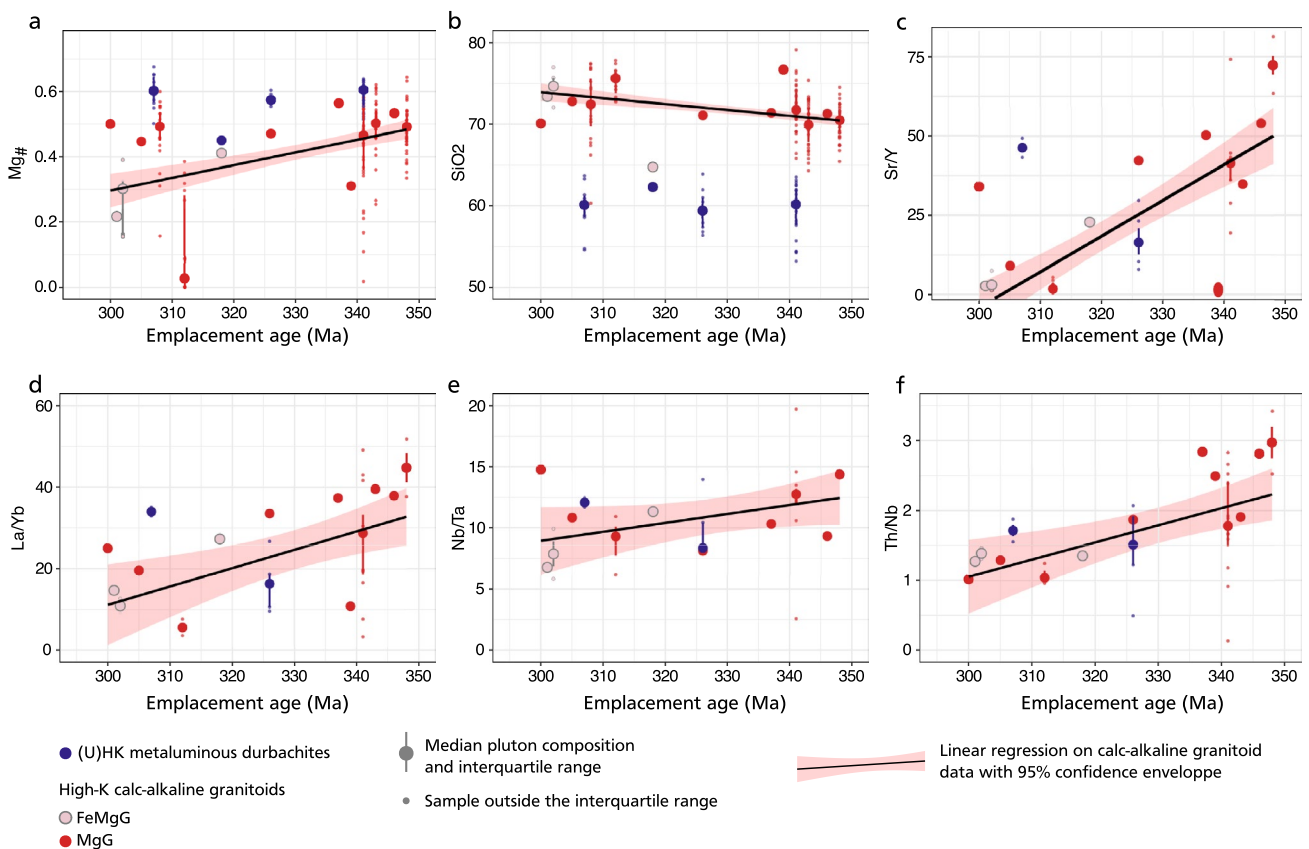 a
b
c
Mg#
0.6
0.4
0.2
0.0
300
310
320
330
340
350
Emplacement age (Ma)
SiO2
80
70
60
50
300
310
320
330
340
350
Emplacement age (Ma)
Sr/Y
75
50
25
0
300
310
320
330
340
350
Emplacement age (Ma)
d
e
f
La/Yb
60
40
20
0
300
310
320
330
340
350
Emplacement age (Ma)
Nb/Ta
20
15
10
5
0
300
310
320
330
340
350
Emplacement age (Ma)
Th/Nb
3
2
1
0
300
310
320
330
340
350
Emplacement age (Ma)
(U)HK metaluminous durbachites
High-K calc-alkaline granitoids
FeMgG
MgG
Median pluton composition
and interquartile range
Sample outside the interquartile range
Linear regression on calc-alkaline granitoid
data with 95% confidence enveloppe